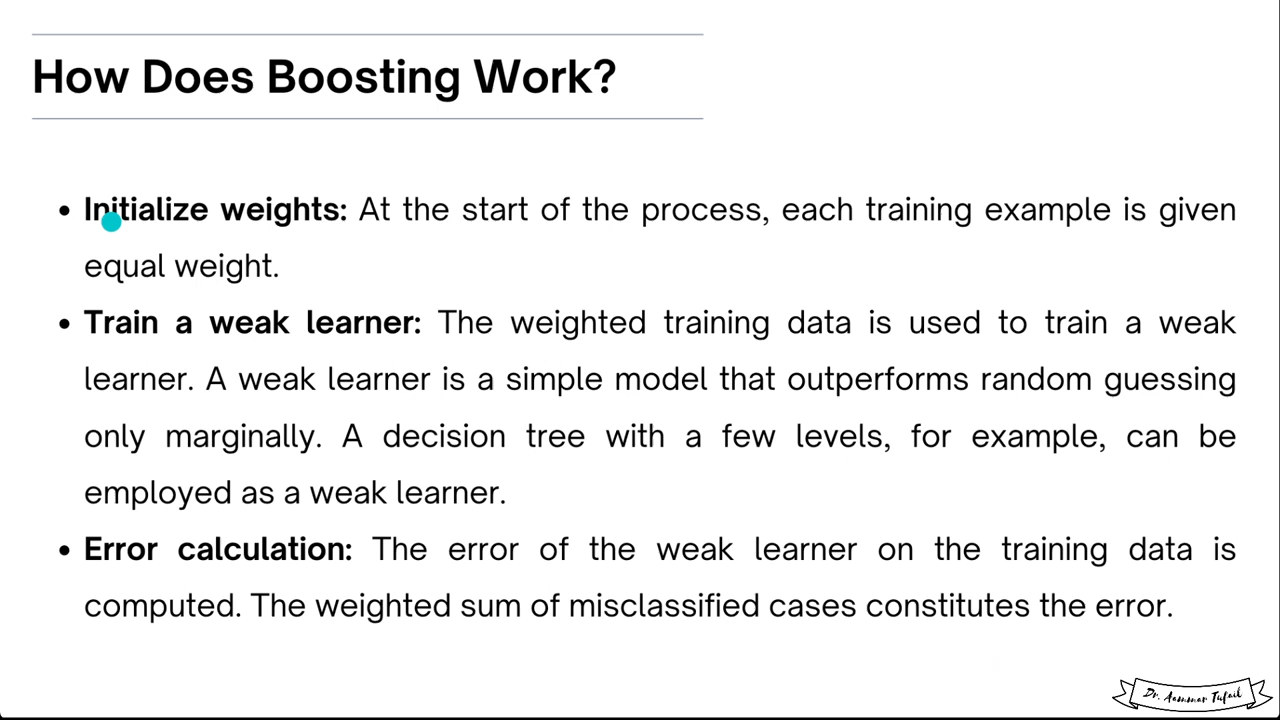 How Does Boosting Work?
• Initialize weights: At the start of the process, each training example is given
equal weight.
• Train a weak learner: The weighted training data is used to train a weak
learner. A weak learner is a simple model that outperforms random guessing
only marginally. A decision tree with a few levels, for example, can be
employed as a weak learner.
• Error calculation: The error of the weak learner on the training data is
computed. The weighted sum of misclassified cases constitutes the error.
Dr. Aammar Tufail